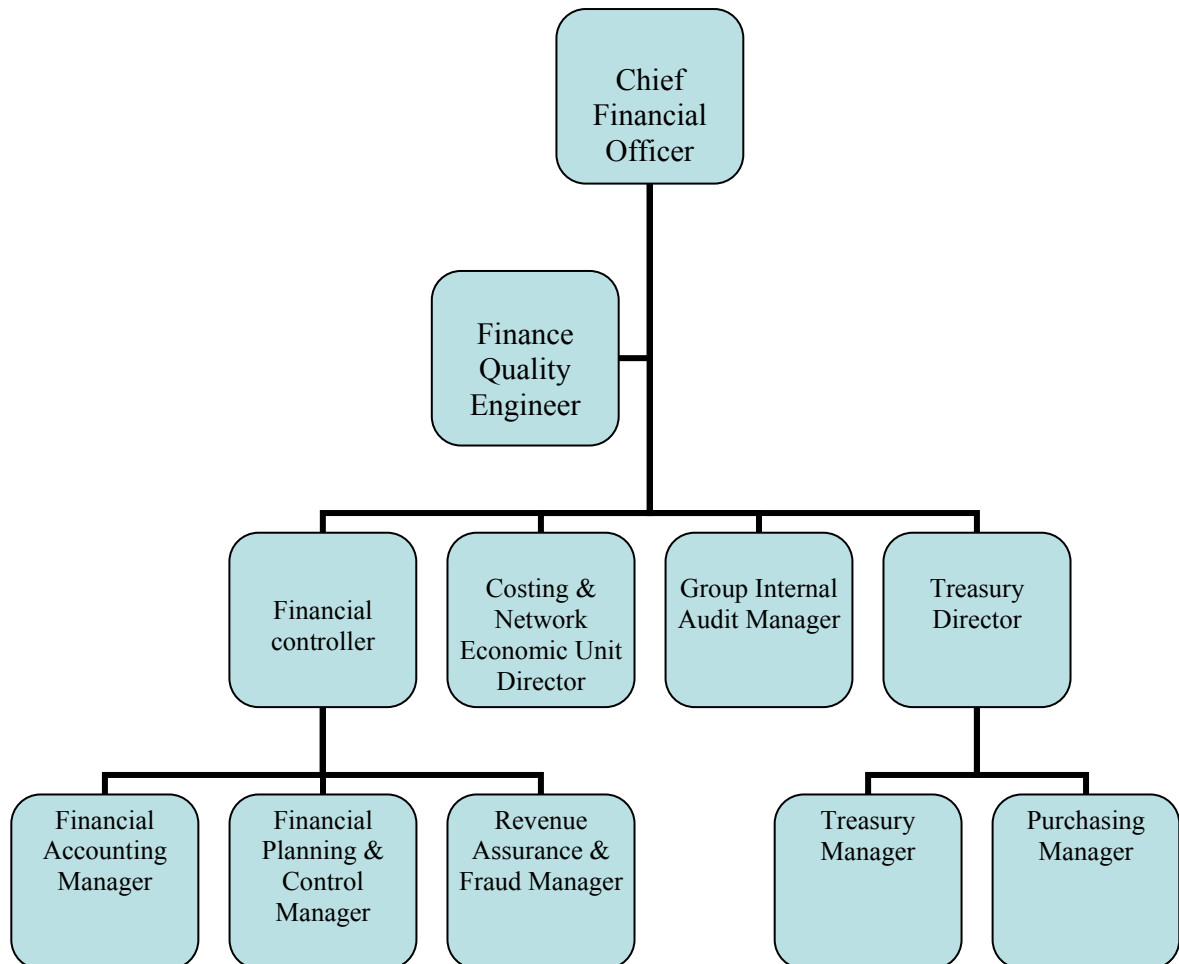 Chief
Financial
Officer
Finance
Quality
Engineer
Financial
controller
Costing &
Network
Economic Unit
Director
Group Internal
Audit Manager
Treasury
Director
Financial
Accounting
Manager
Financial
Planning &
Control
Manager
Revenue
Assurance &
Fraud Manager
Treasury
Manager
Purchasing
Manager